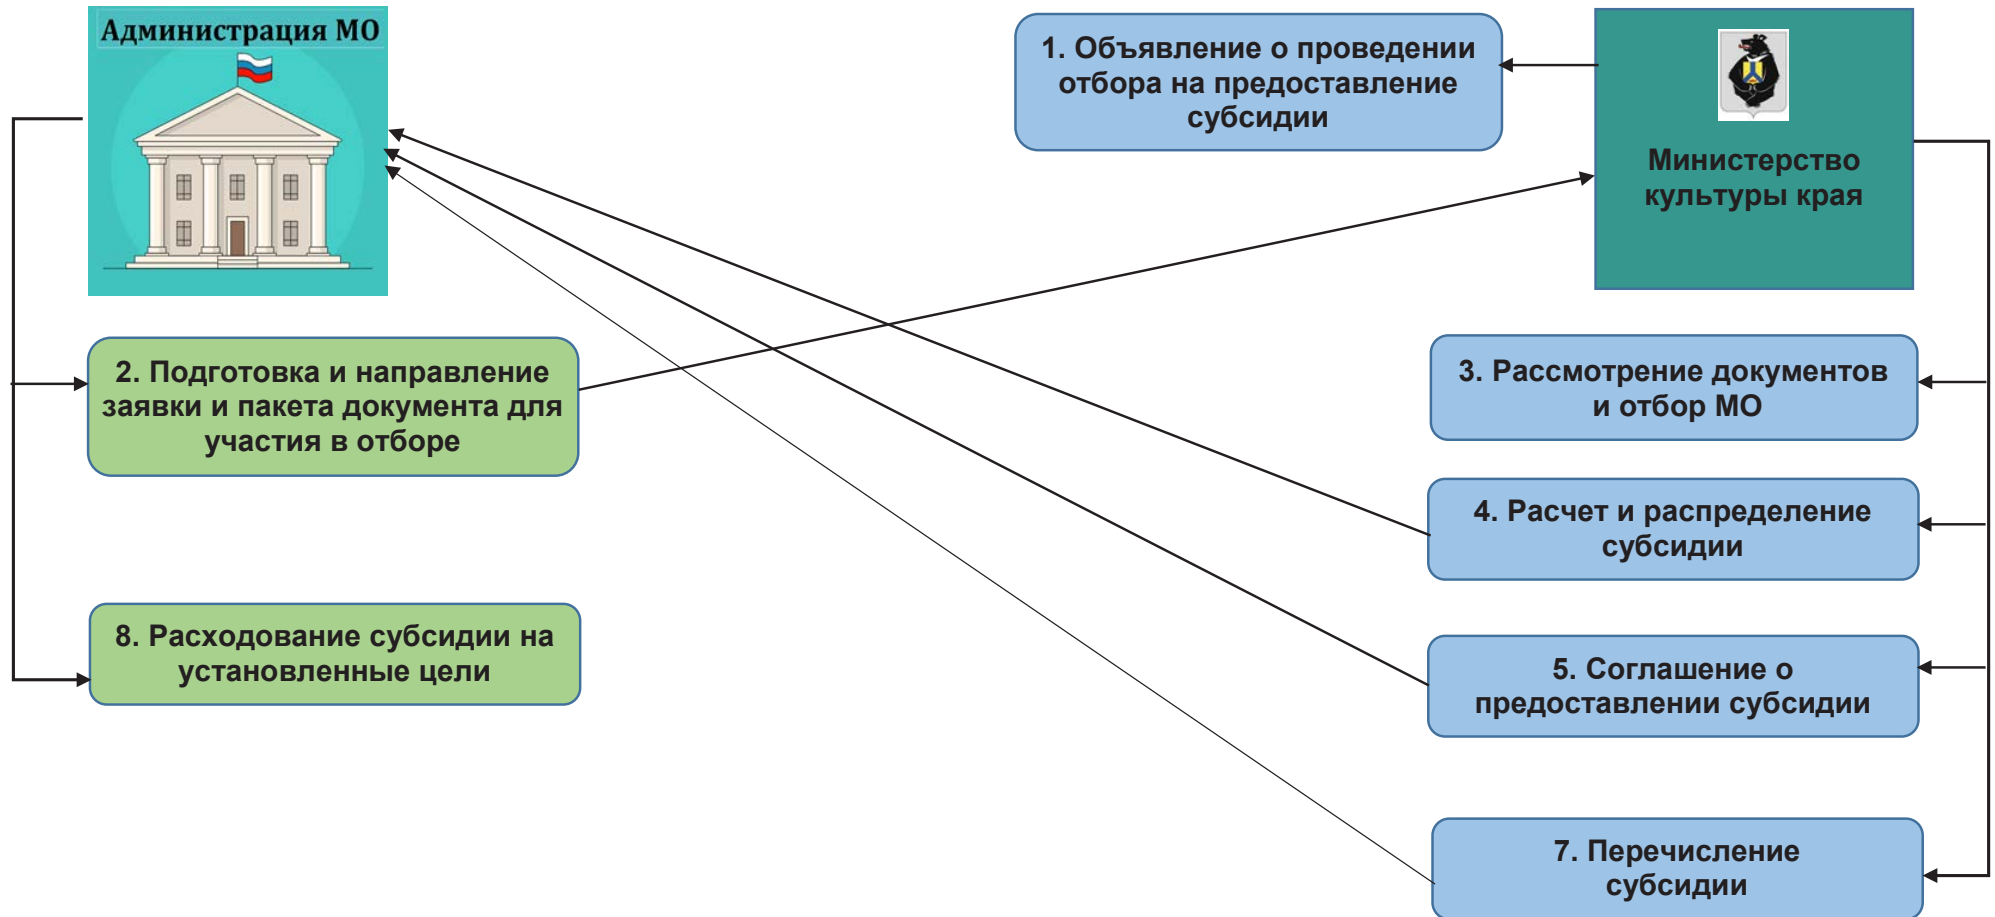 Администрация МО
1. Объявление о проведении
отбора на предоставление
субсидии
Министерство
культуры края
2. Подготовка и направление
заявки и пакета документа для
участия в отборе
3. Рассмотрение документов
и отбор МО
4. Расчет и распределение
субсидии
8. Расходование субсидии на
установленные цели
5. Соглашение о
предоставлении субсидии
7. Перечисление
субсидии